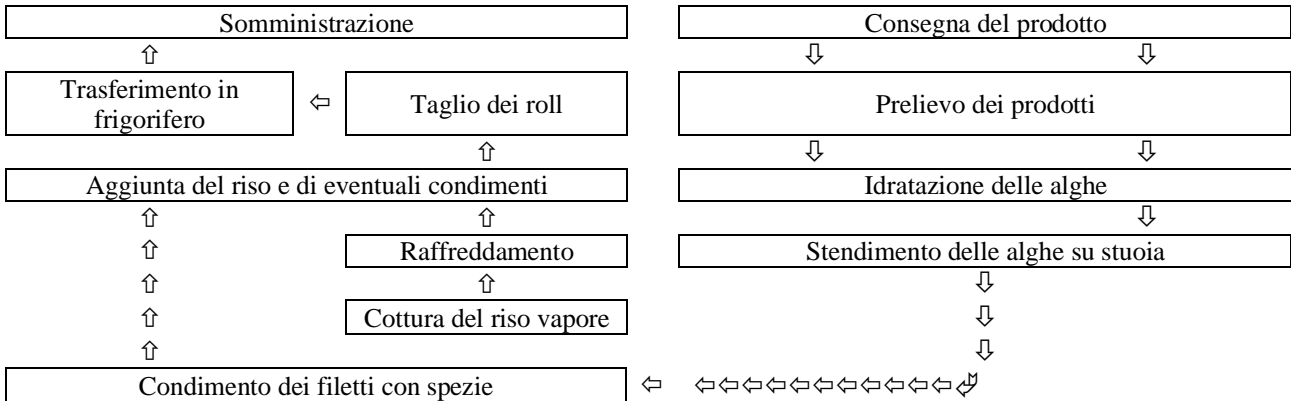 Somministrazione
Consegna del prodotto
Trasferimento in
frigorifero
Taglio dei roll
Prelievo dei prodotti
Aggiunta del riso e di eventuali condimenti
Idratazione delle alghe
Raffreddamento
Stendimento delle alghe su stuoia
Cottura del riso vapore
Condimento dei filetti con spezie